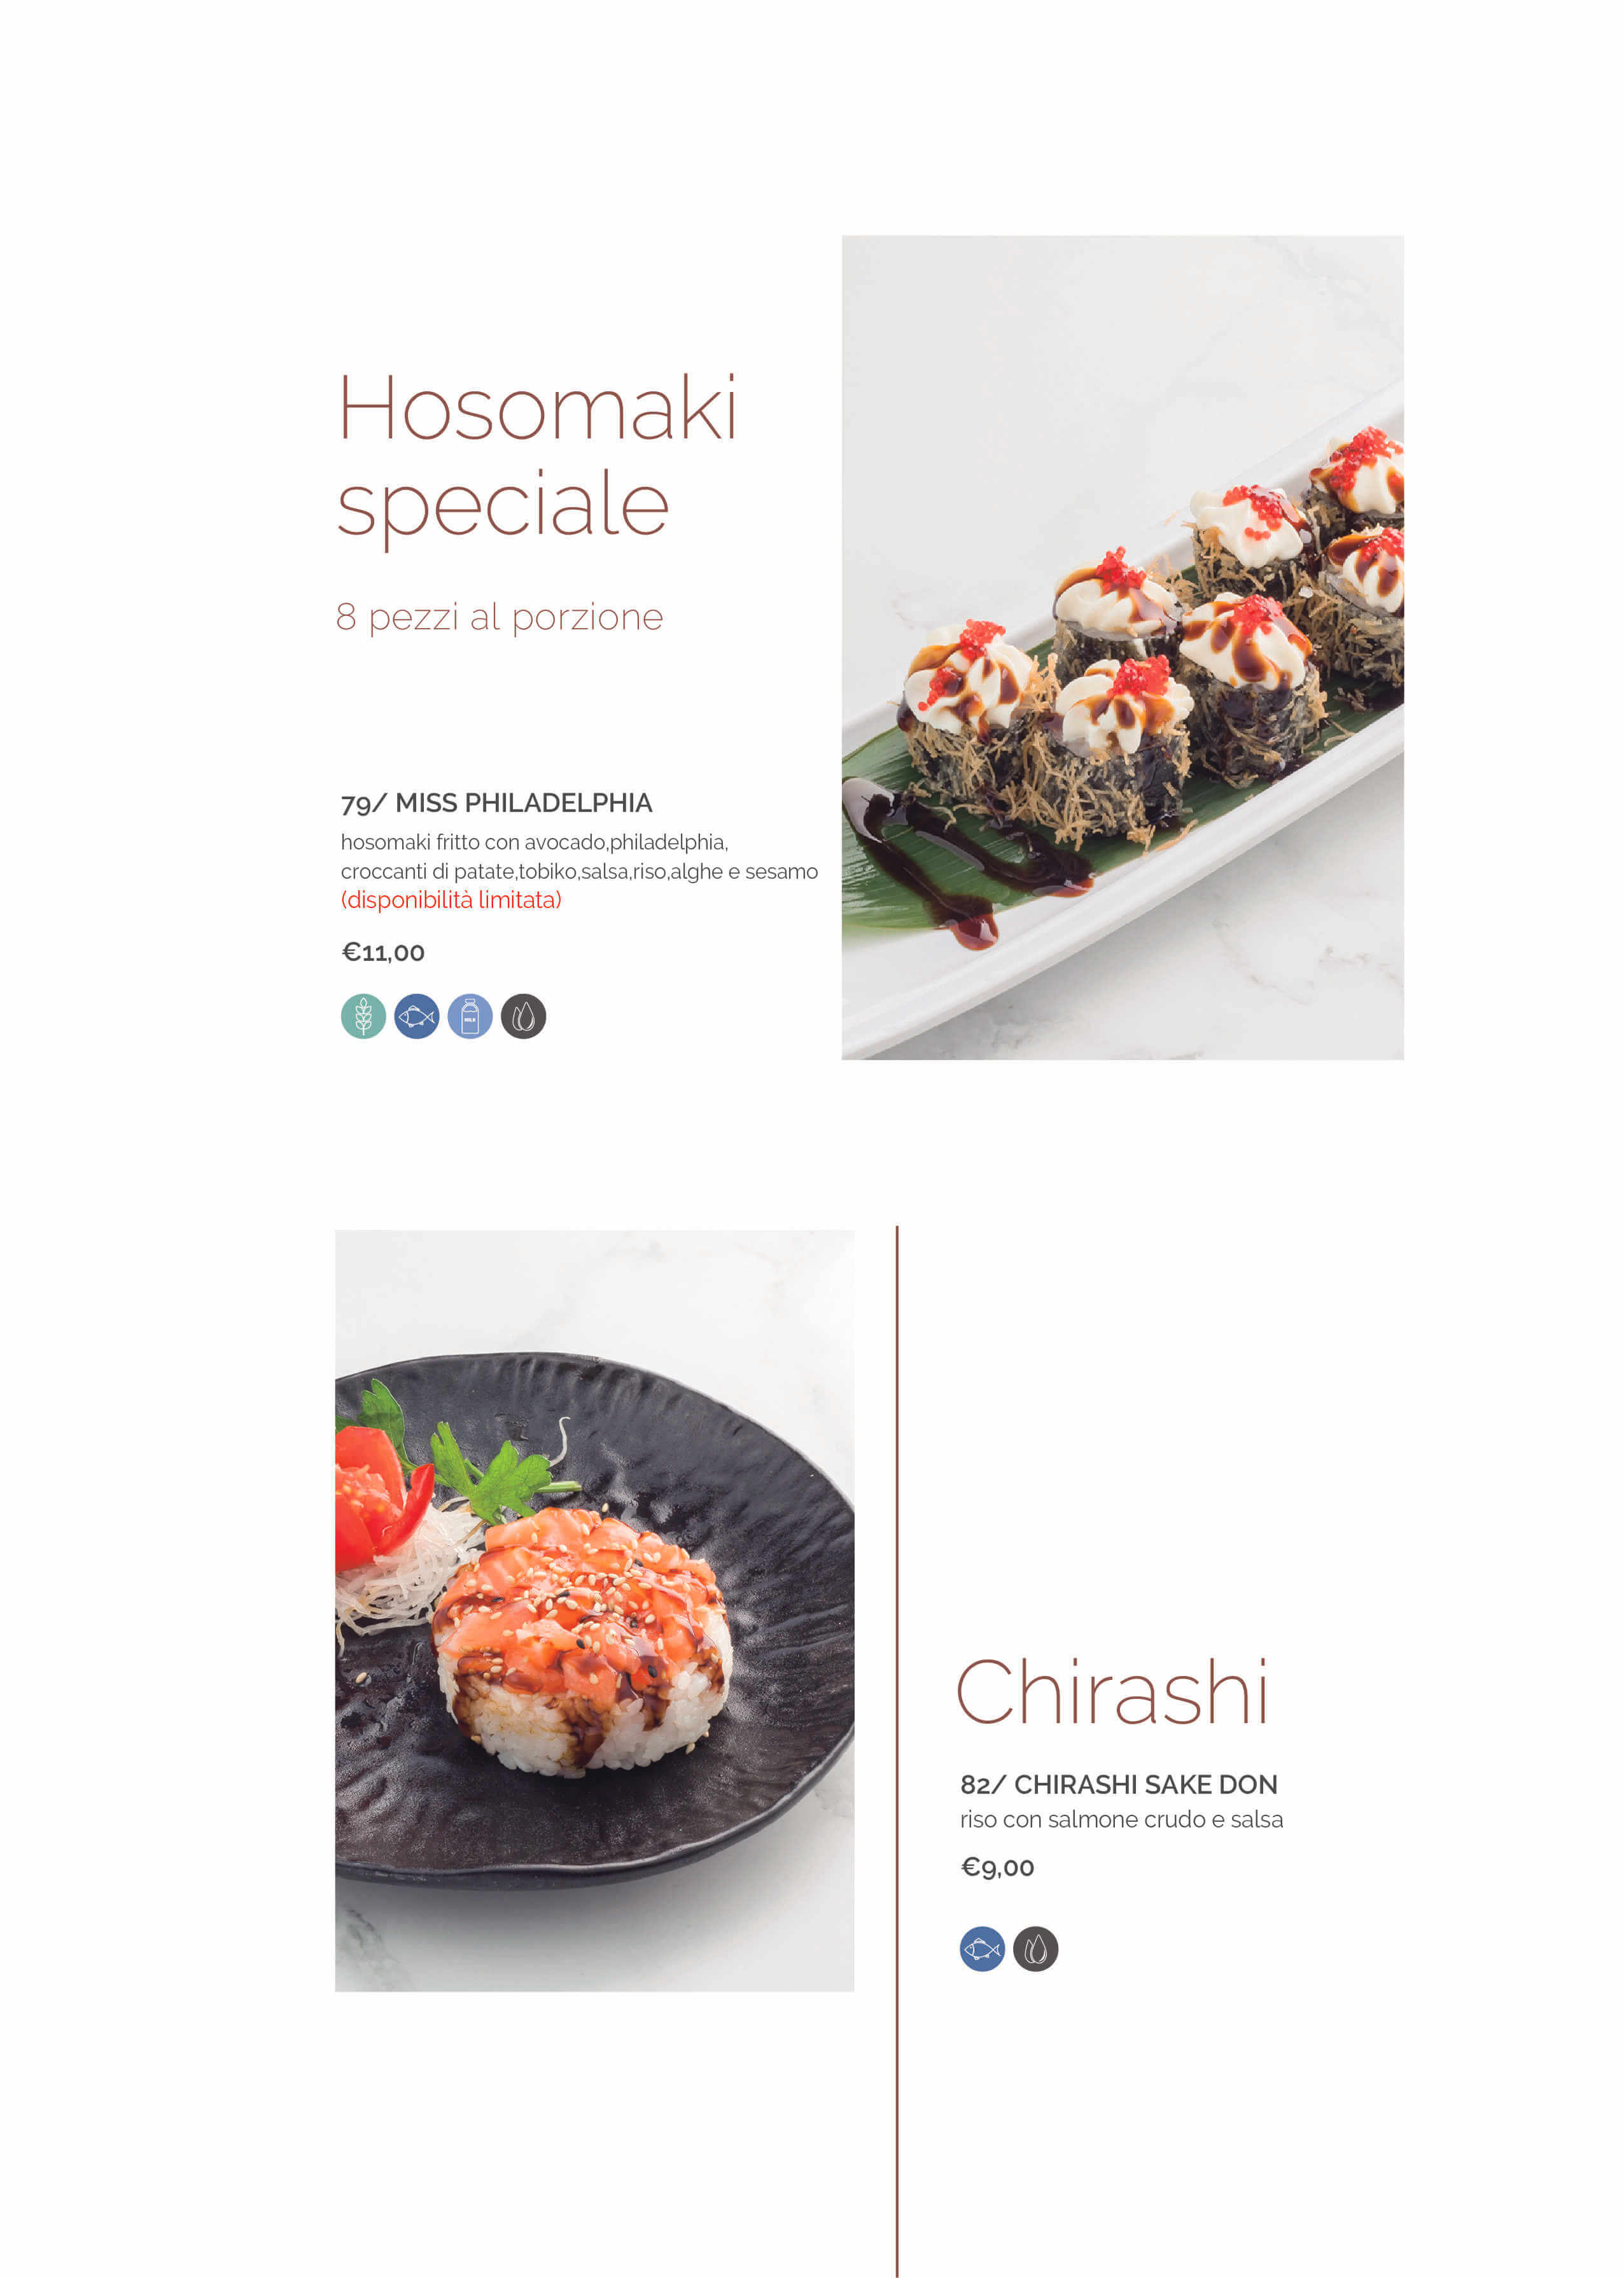 Hosomaki
speciale
8 pezzi al porzione
79/ MISS PHILADELPHIA
hosomaki fritto con avocado,philadelphia,
croccanti di patate,tobiko,salsa,riso,alghe e sesamo
(disponibilità limitata)
€11,00
MILK
Chirashi
82/ CHIRASHI SAKE DON
riso con salmone crudo e salsa
€9,00